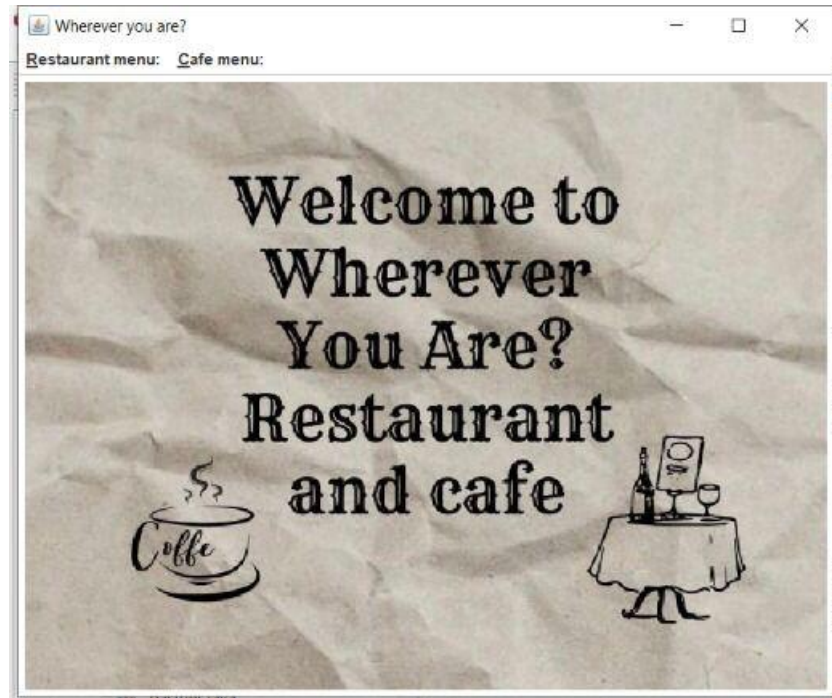 Wherever you are?
Restaurant menu: Cafe menu:
Welcome to
Wherever
You Are?
Restaurant
and cafe
Coffe